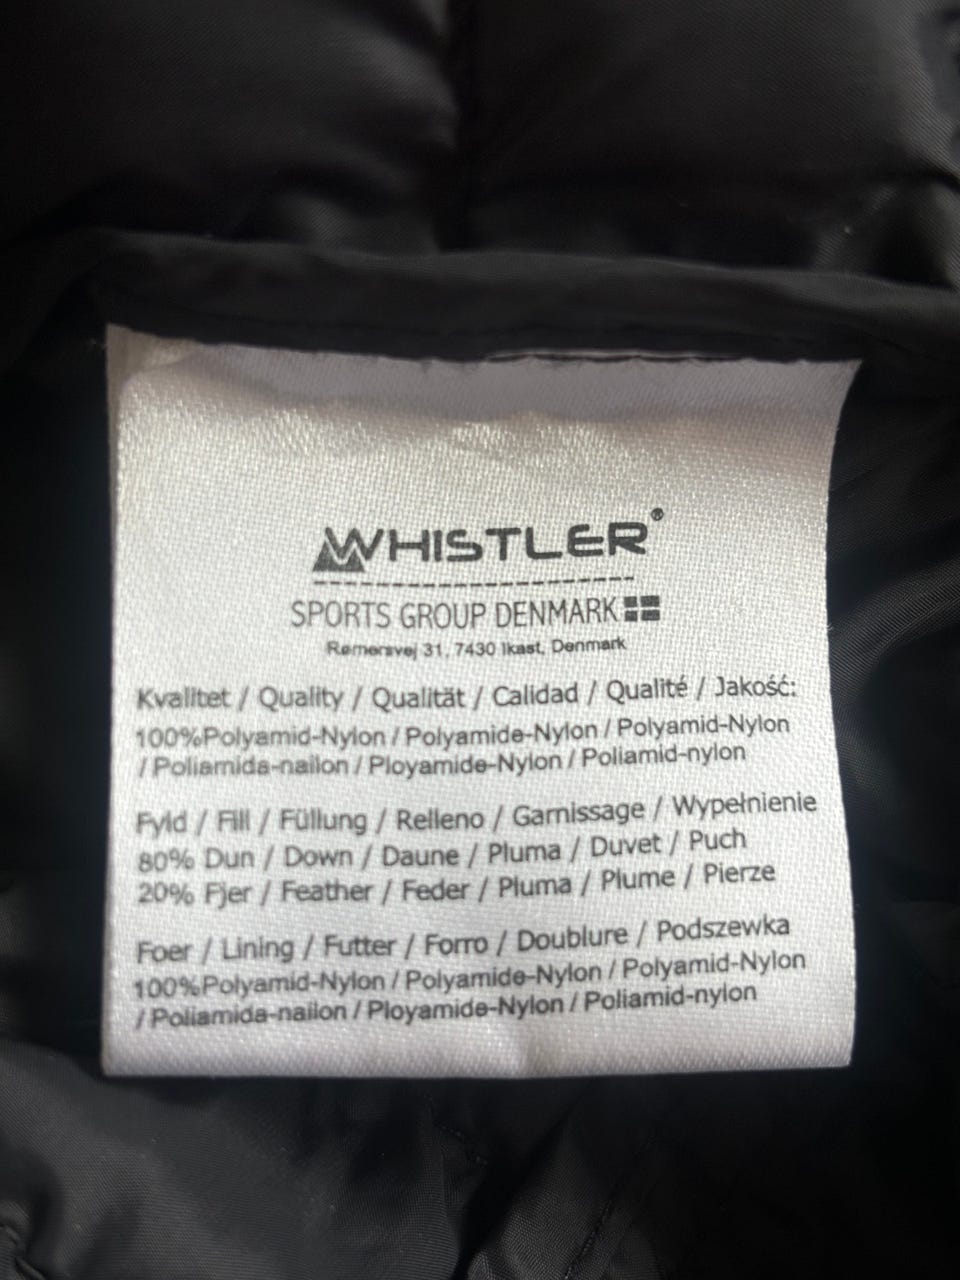 WHISTLER®
SPORTS GROUP DENMARK
Rømersvej 31, 7430 Ikast, Denmark
Kvalitet / Quality / Qualität / Calidad / Qualité / Jakość:
100%Polyamid-Nylon / Polyamide-Nylon / Polyamid-Nylon
/ Poliamida-nailon / Ployamide-Nylon / Poliamid-nylon
Fyld / Fill / Füllung / Relleno / Garnissage / Wypełnienie
80% Dun / Down / Daune / Pluma / Duvet / Puch
20% Fjer / Feather / Feder / Pluma / Plume / Pierze
Foer / Lining / Futter / Forro / Doublure / Podszewka
100%Polyamid-Nylon / Polyamide-Nylon / Polyamid-Nylon
/ Poliamida-nailon / Ployamide-Nylon / Poliamid-nylon